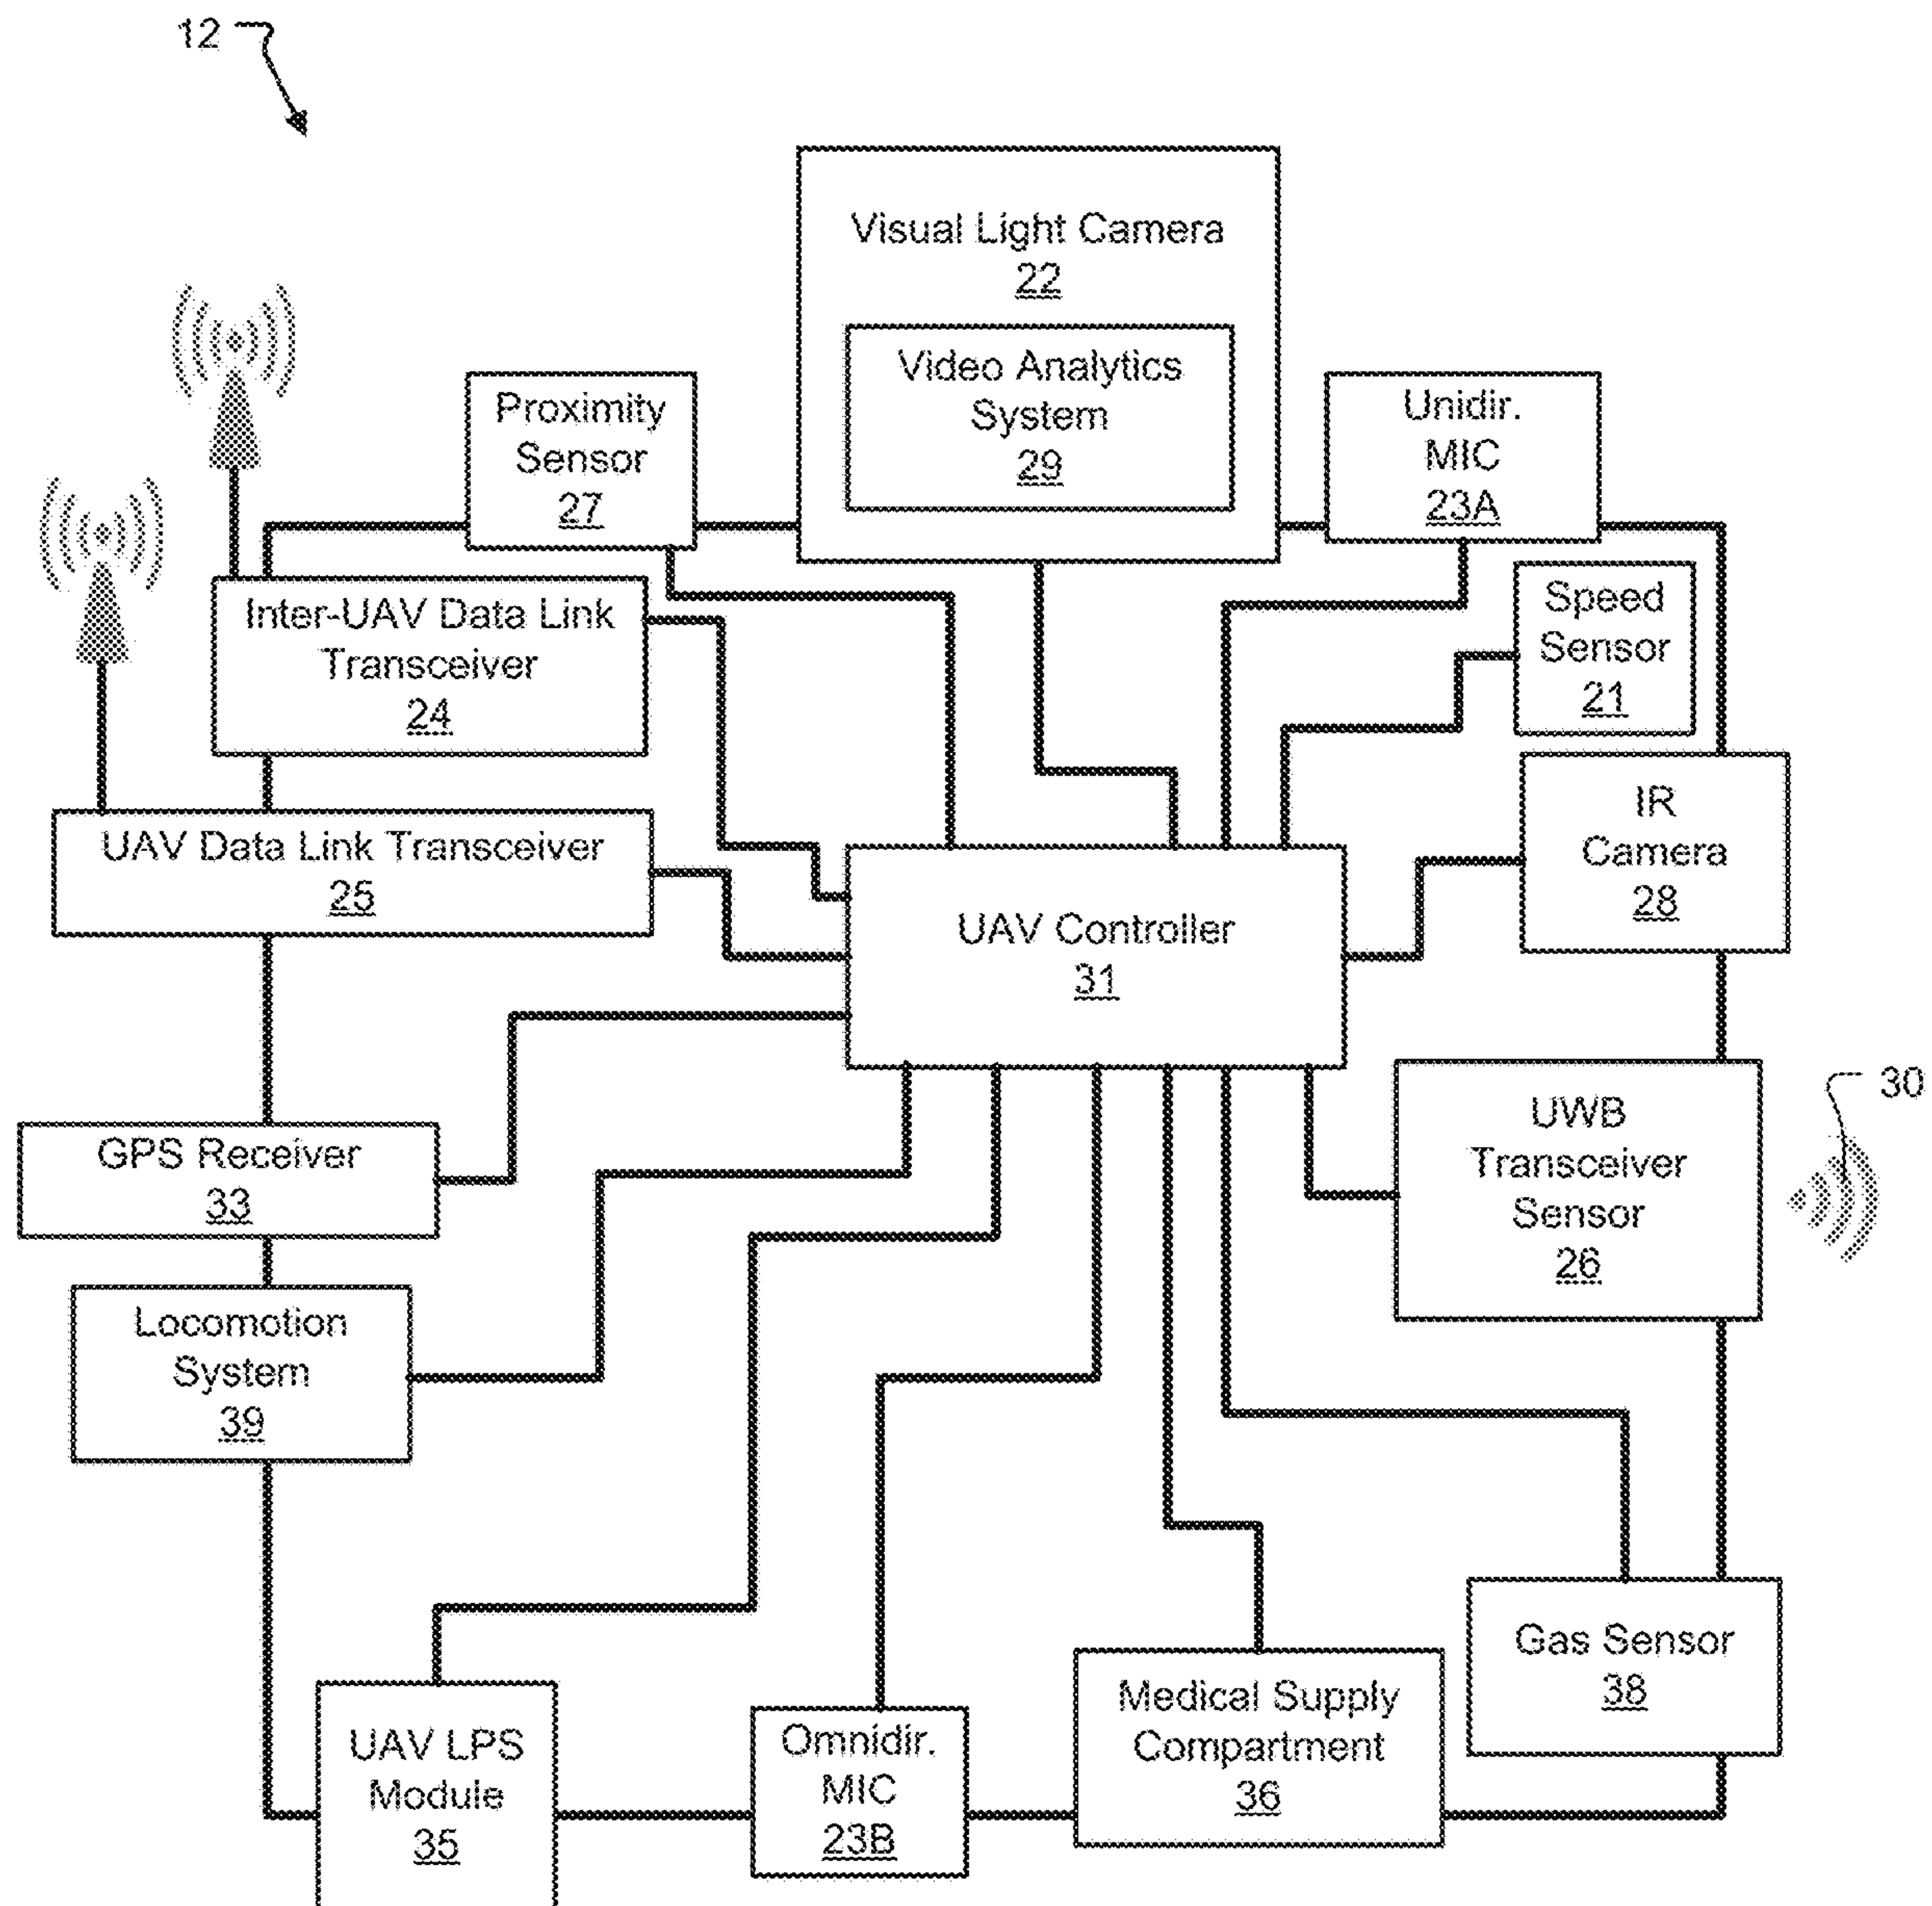 12
Visual Light Camera
22
Video Analytics
System
29
Proximity
Sensor
27
Unidir.
MIC
23A
Speed
Sensor
21
Inter-UAV Data Link
Transceiver
24
UAV Data Link Transceiver
25
IR
Camera
28
UAV Controller
31
30
UWB
Transceiver
Sensor
26
GPS Receiver
33
Locomotion
System
39
Gas Sensor
38
Medical Supply
Compartment
36
Omnidir.
MIC
23B
UAV LPS
Module
35